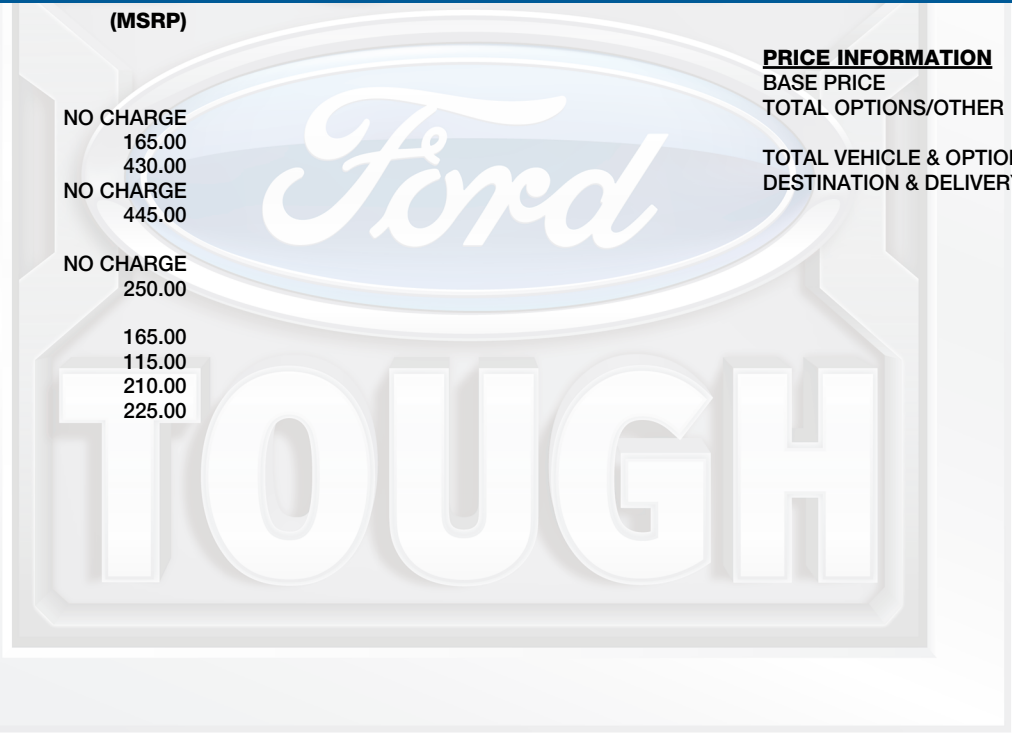 (MSRP)
NO CHARGE
165.00
430.00
NO CHARGE
445.00
NO CHARGE
250.00
165.00
115.00
210.00
225.00
PRICE INFORMATION
BASE PRICE
TOTAL OPTIONS/OTHER
TOTAL VEHICLE & OPTION
DESTINATION & DELIVERY
Ford
TOUGH